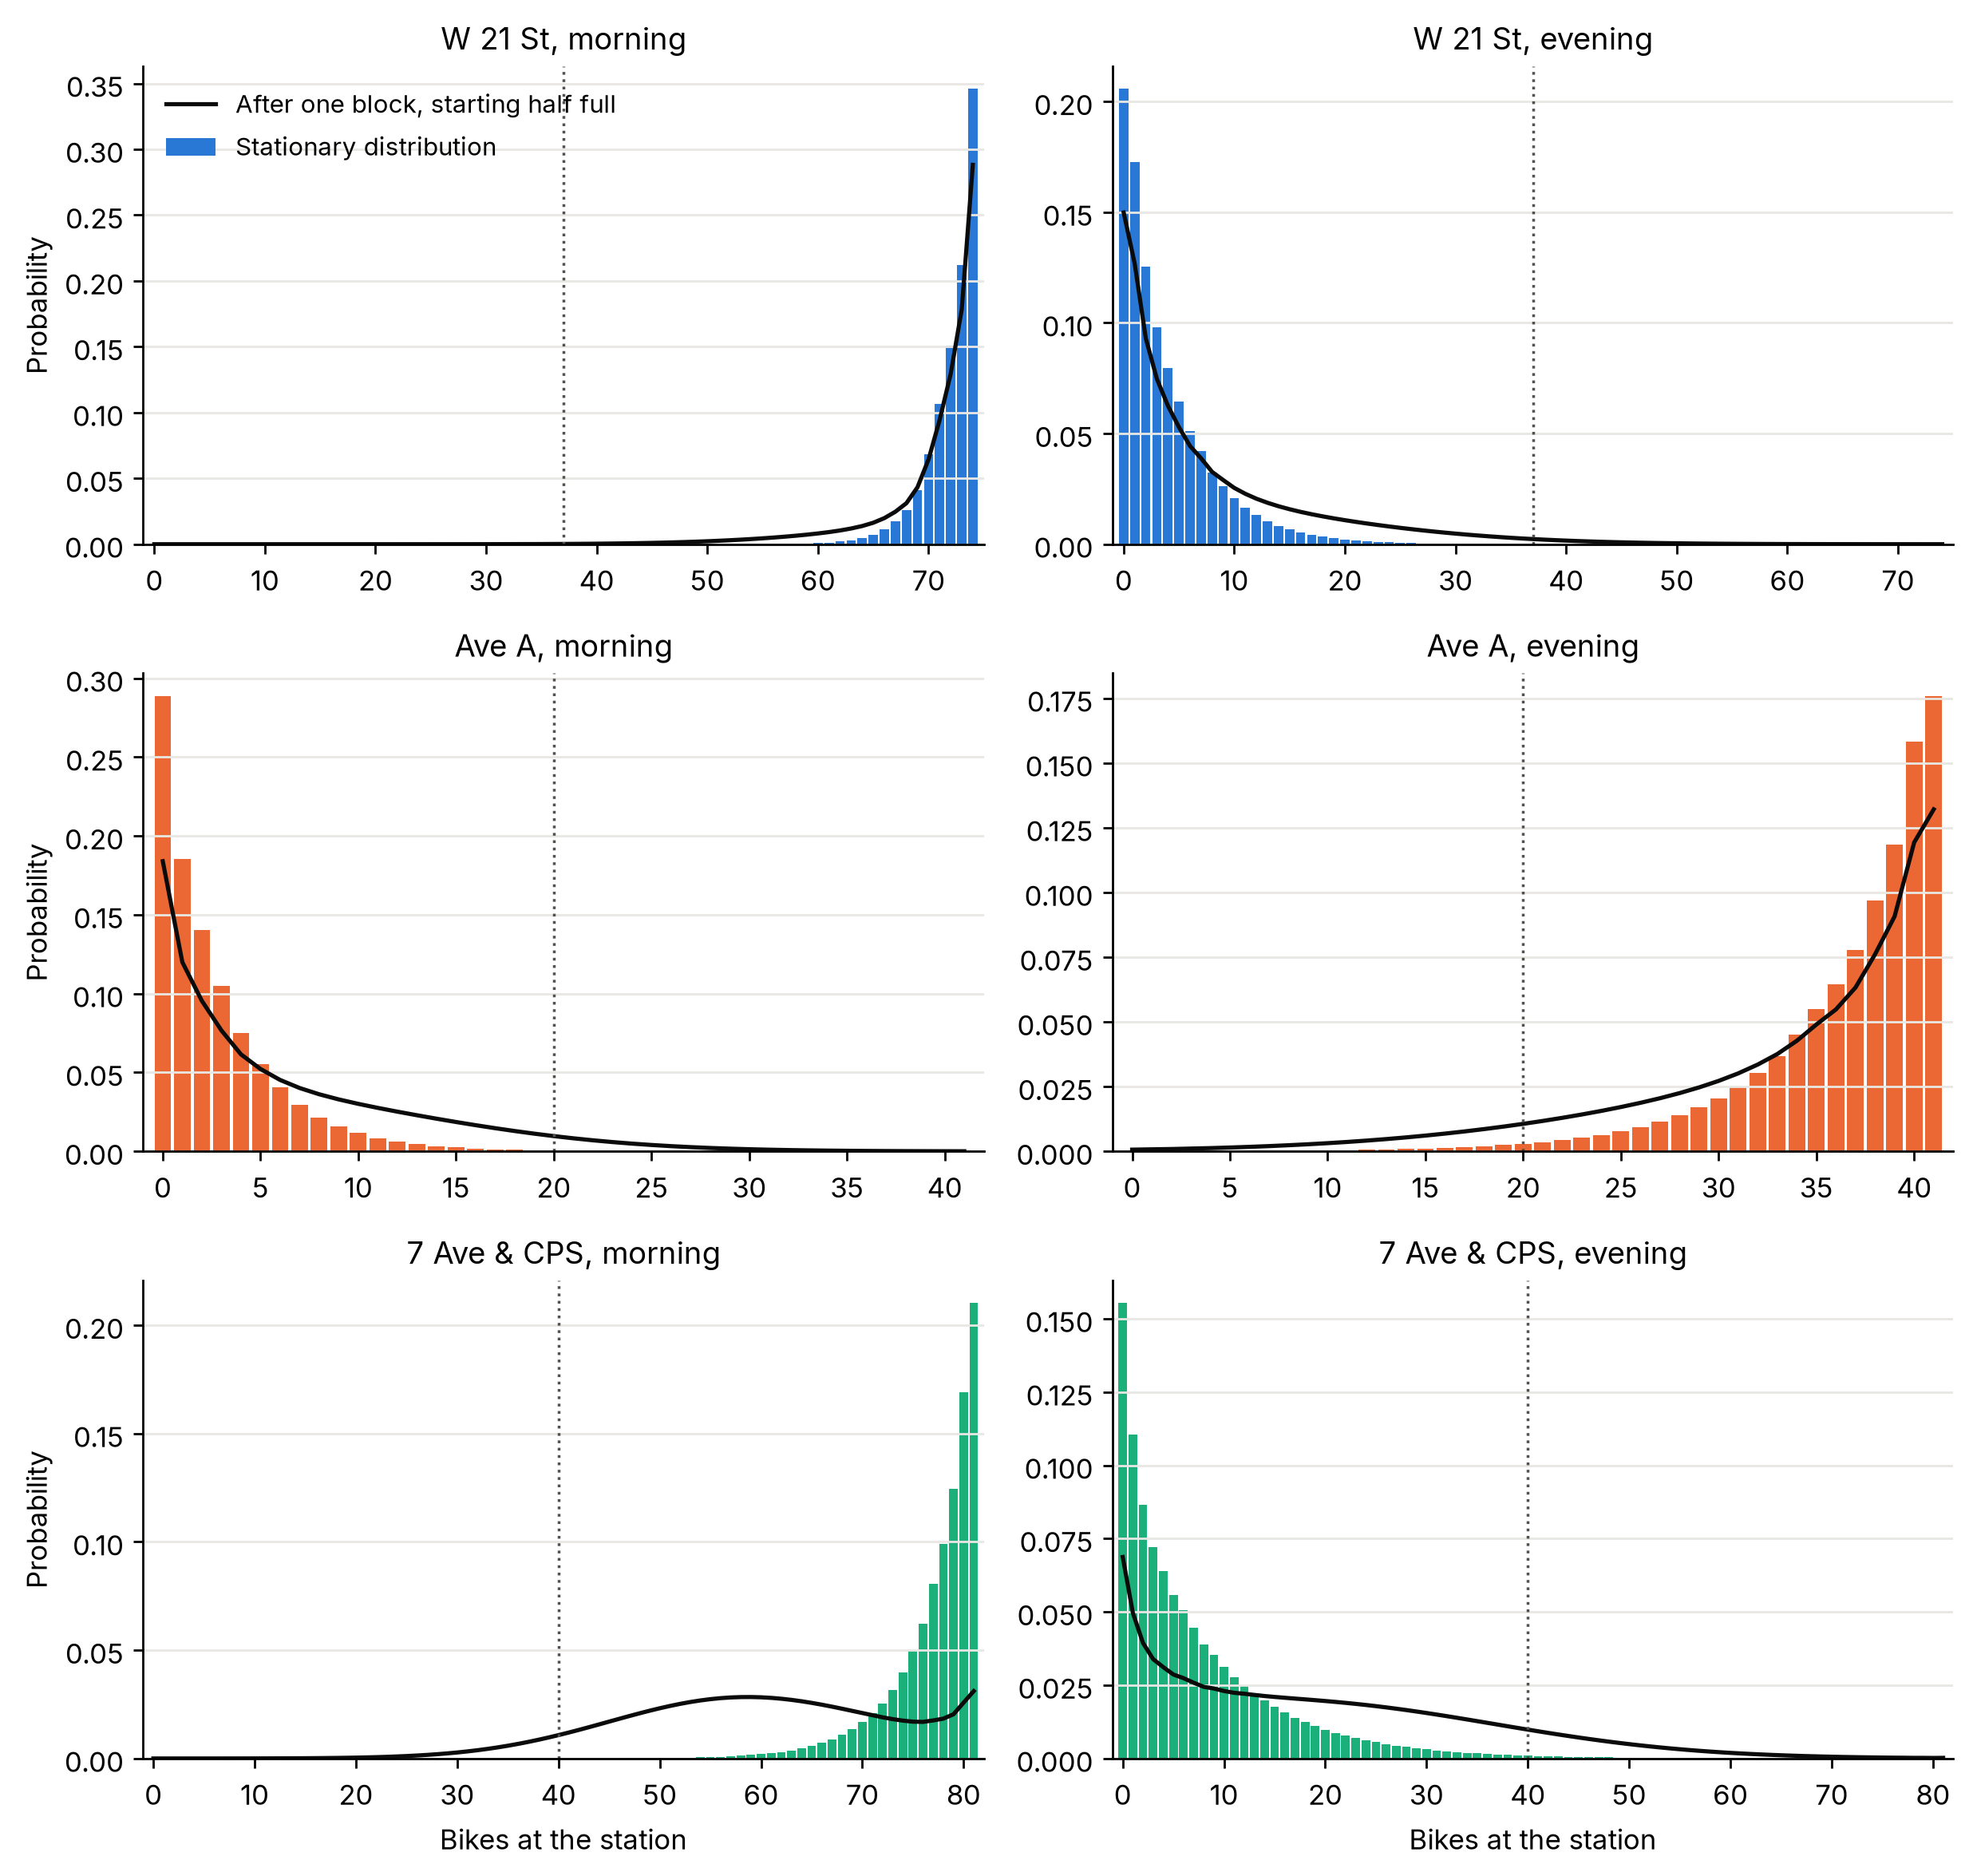 W 21 St, morning
0.35
0.30
0.25
0.20
0.15
0.10
0.05
0.00
Probability
After one block, starting half full
Stationary distribution
0 10 20 30 40 50 60 70
W 21 St, evening
0.20
0.15
0.10
0.05
0.00
0 10 20 30 40 50 60 70
Ave A, morning
0.30
0.25
0.20
0.15
0.10
0.05
0.00
Probability
0 5 10 15 20 25 30 35 40
Ave A, evening
0.175
0.150
0.125
0.100
0.075
0.050
0.025
0.000
0 5 10 15 20 25 30 35 40
7 Ave & CPS, morning
0.20
0.15
0.10
0.05
0.00
Probability
0 10 20 30 40 50 60 70 80
Bikes at the station
7 Ave & CPS, evening
0.150
0.125
0.100
0.075
0.050
0.025
0.000
0 10 20 30 40 50 60 70 80
Bikes at the station